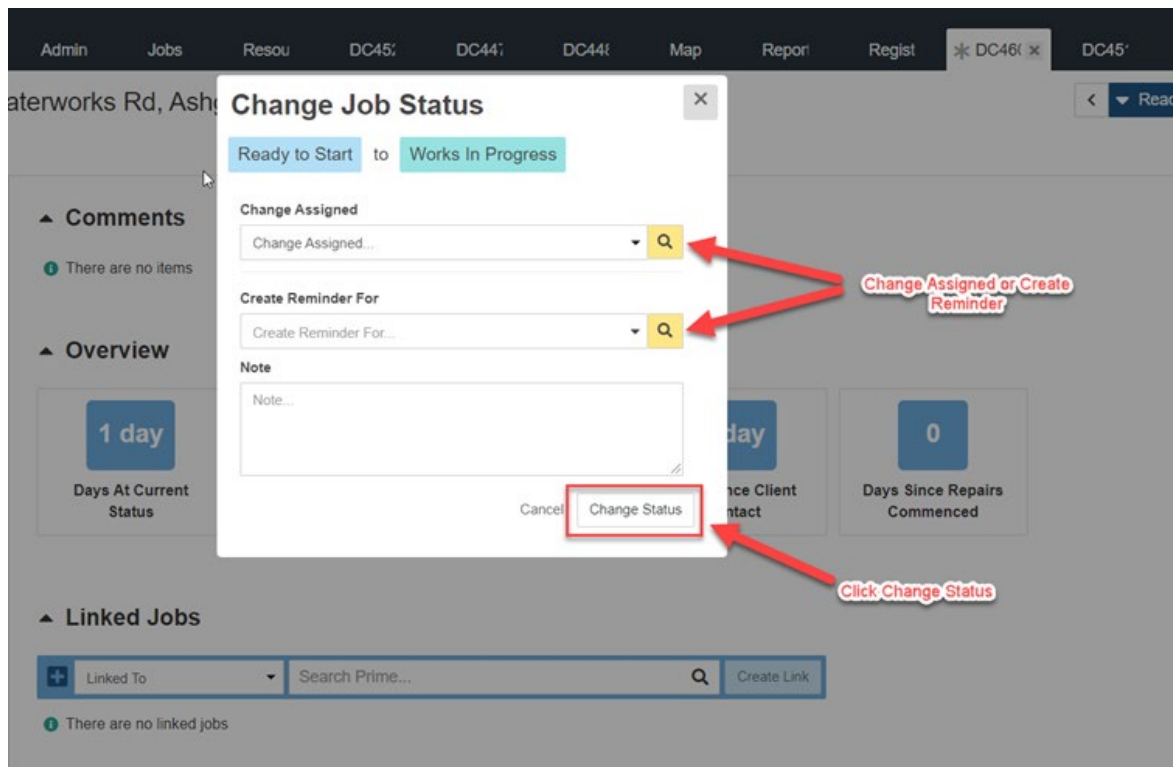 Admin Jobs Resou DC45 DC447 DC448 Map Report Regist DC46 × DC45
aterworks Rd, Ash
Change Job Status
×
< Read
Ready to Start to Works In Progress
Change Assigned
Change Assigned...
Comments
There are no items
Change Assigned or Create
Reminder
Create Reminder For
Create Reminder For...
Overview
Note
Note...
1 day
day
0
Days At Current
Status
nce Client
ntact
Days Since Repairs
Commenced
Cancel Change Status
Click Change Status
Linked Jobs
Linked To Search Prime... Create Link
There are no linked jobs